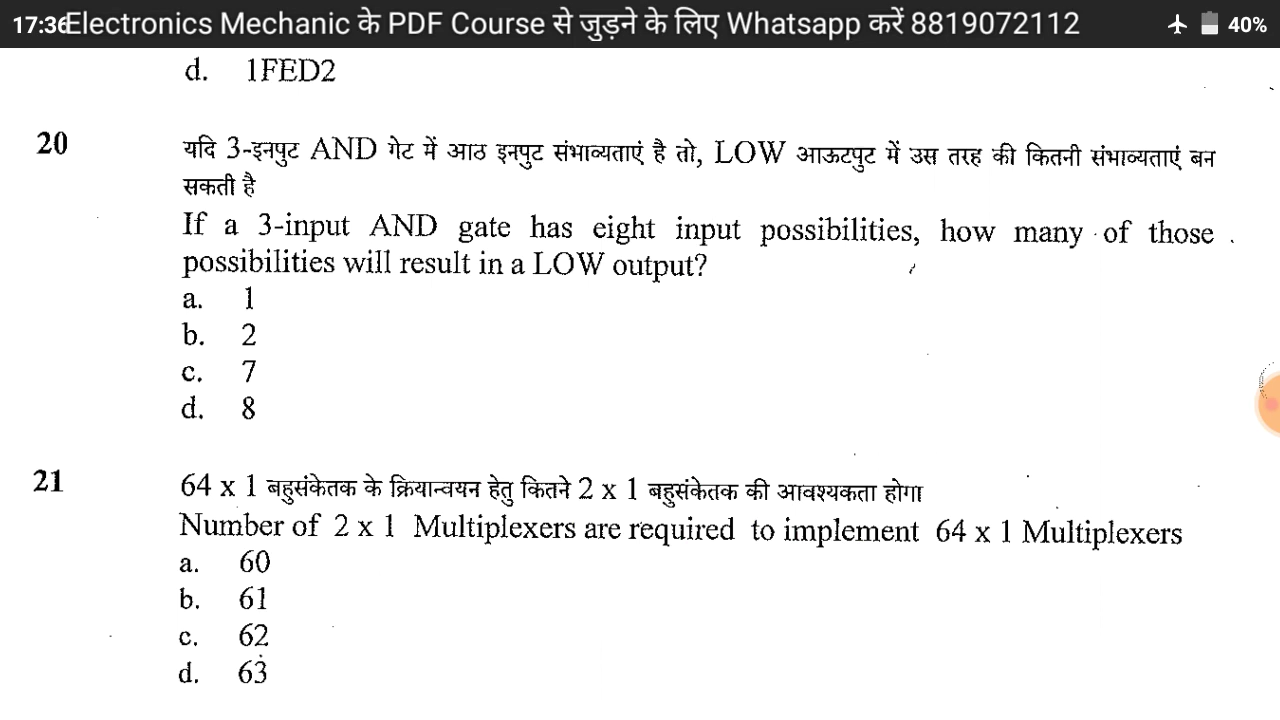 17:36 Electronics Mechanic के PDF Course से जुड़ने के लिए Whatsapp करें 8819072112 40%
d. 1FED2
20 यदि 3-इनपुट AND गेट में आठ इनपुट संभाव्यताएं है तो, LOW आऊटपुट में उस तरह की कितनी संभाव्यताएं बन
सकती है
If a 3-input AND gate has eight input possibilities, how many of those
possibilities will result in a LOW output?
a. 1
b. 2
c. 7
d. 8
21 64 x 1 बहुसंकेतक के क्रियान्वयन हेतु कितने 2 x 1 बहुसंकेतक की आवश्यकता होगा
Number of 2 x 1 Multiplexers are required to implement 64 x 1 Multiplexers
a. 60
b. 61
c. 62
d. 63